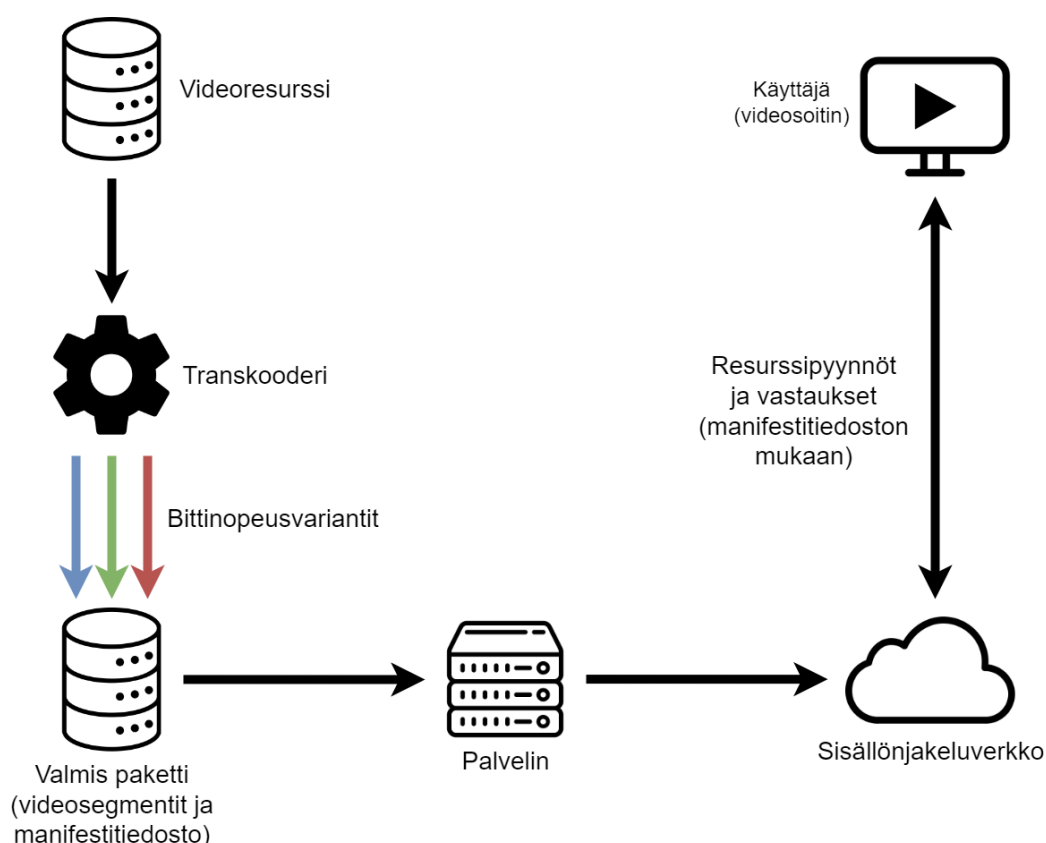 Videoresurssi
Käyttäjä
(videosoitin)
Transkooderi
Resurssipyynnöt
ja vastaukset
(manifestitiedoston
mukaan)
Bittinopeusvariantit
Valmis paketti
(videosegmentit ja
manifestitiedosto)
Palvelin
Sisällönjakeluverkko